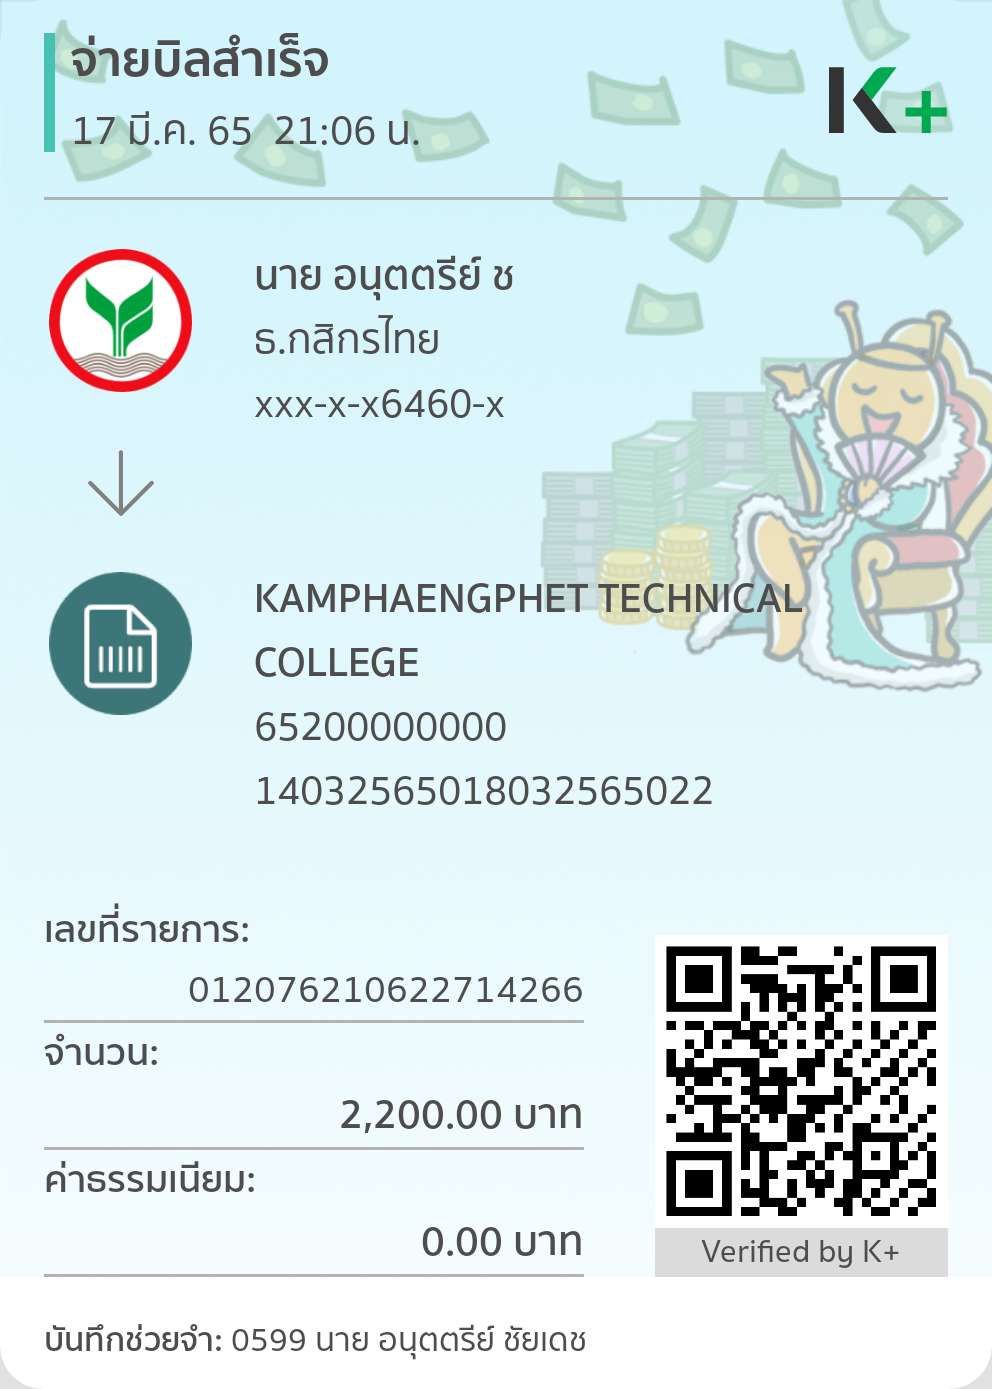 จ่ายบิลสำเร็จ
17 มี.ค. 65 21:06 น.
K+
นาย อนุตตรีย์ ช
ธ.กสิกรไทย
xxx-x-x6460-x
KAMPHAENGPHET TECHNICAL
COLLEGE
65200000000
14032565018032565022
เลขที่รายการ:
012076210622714266
จำนวน:
2,200.00 บาท
ค่าธรรมเนียม:
0.00 บาท
Verified by K+
บันทึกช่วยจำ: 0599 นาย อนุตตรีย์ ชัยเดช